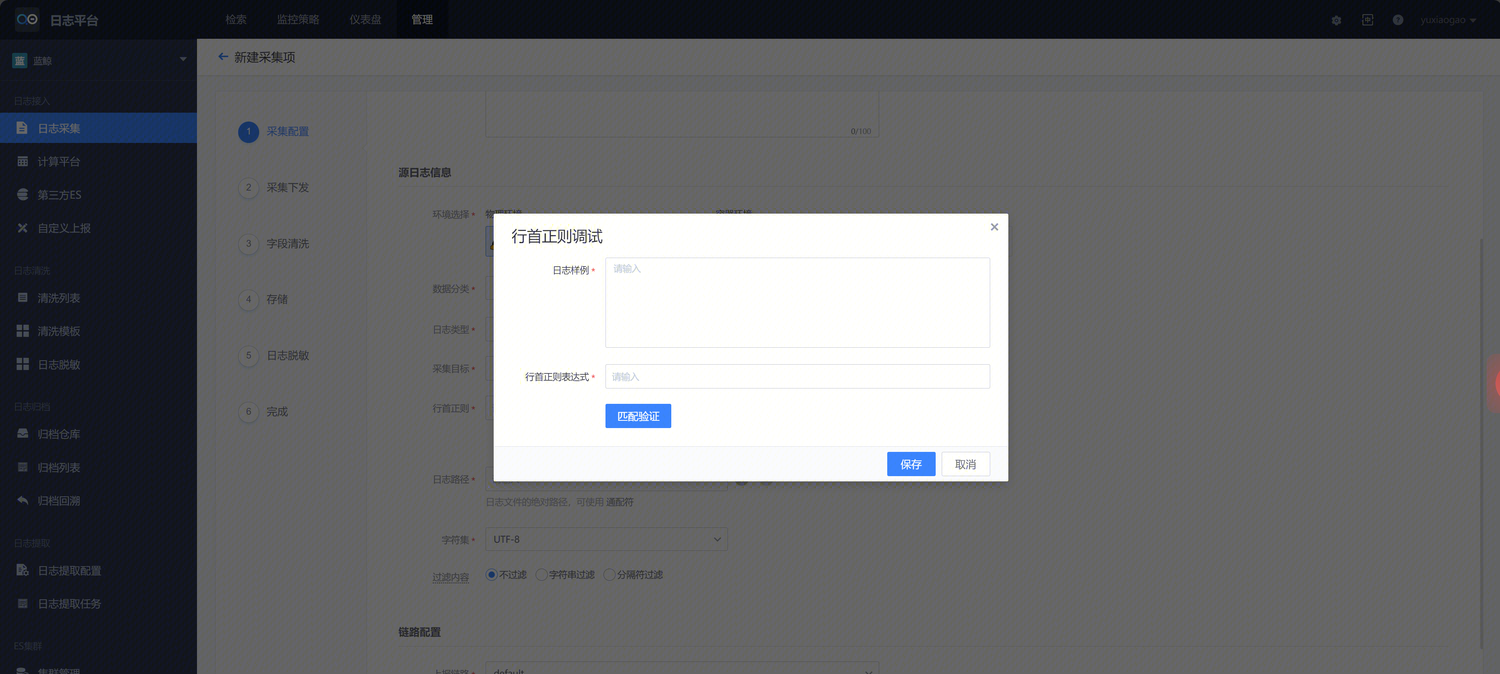 日志平台
检索
监控策略
仪表盘
管理
yuxiaogao
蓝
蓝鲸
新建采集项
日志接入
日志采集
计算平台
第三方ES
自定义上报
日志清洗
清洗列表
清洗模板
日志脱敏
日志归档
归档仓库
归档列表
归档回溯
日志提取
日志提取配置
日志提取任务
ES集群
集群管理
1 采集配置
2 采集下发
3 字段清洗
4 存储
5 日志脱敏
6 完成
0/100
源日志信息
环境选择 *
物理环境
容器环境
数据分类 *
日志类型 *
采集目标 *
行首正则 *
行首正则调试
日志样例 *
请输入
行首正则表达式 *
请输入
匹配验证
保存
取消
日志路径 *
日志文件的绝对路径，可使用 通配符
字符集 *
UTF-8
过滤内容
不过滤
字符串过滤
分隔符过滤
链路配置
上报链路 *
default